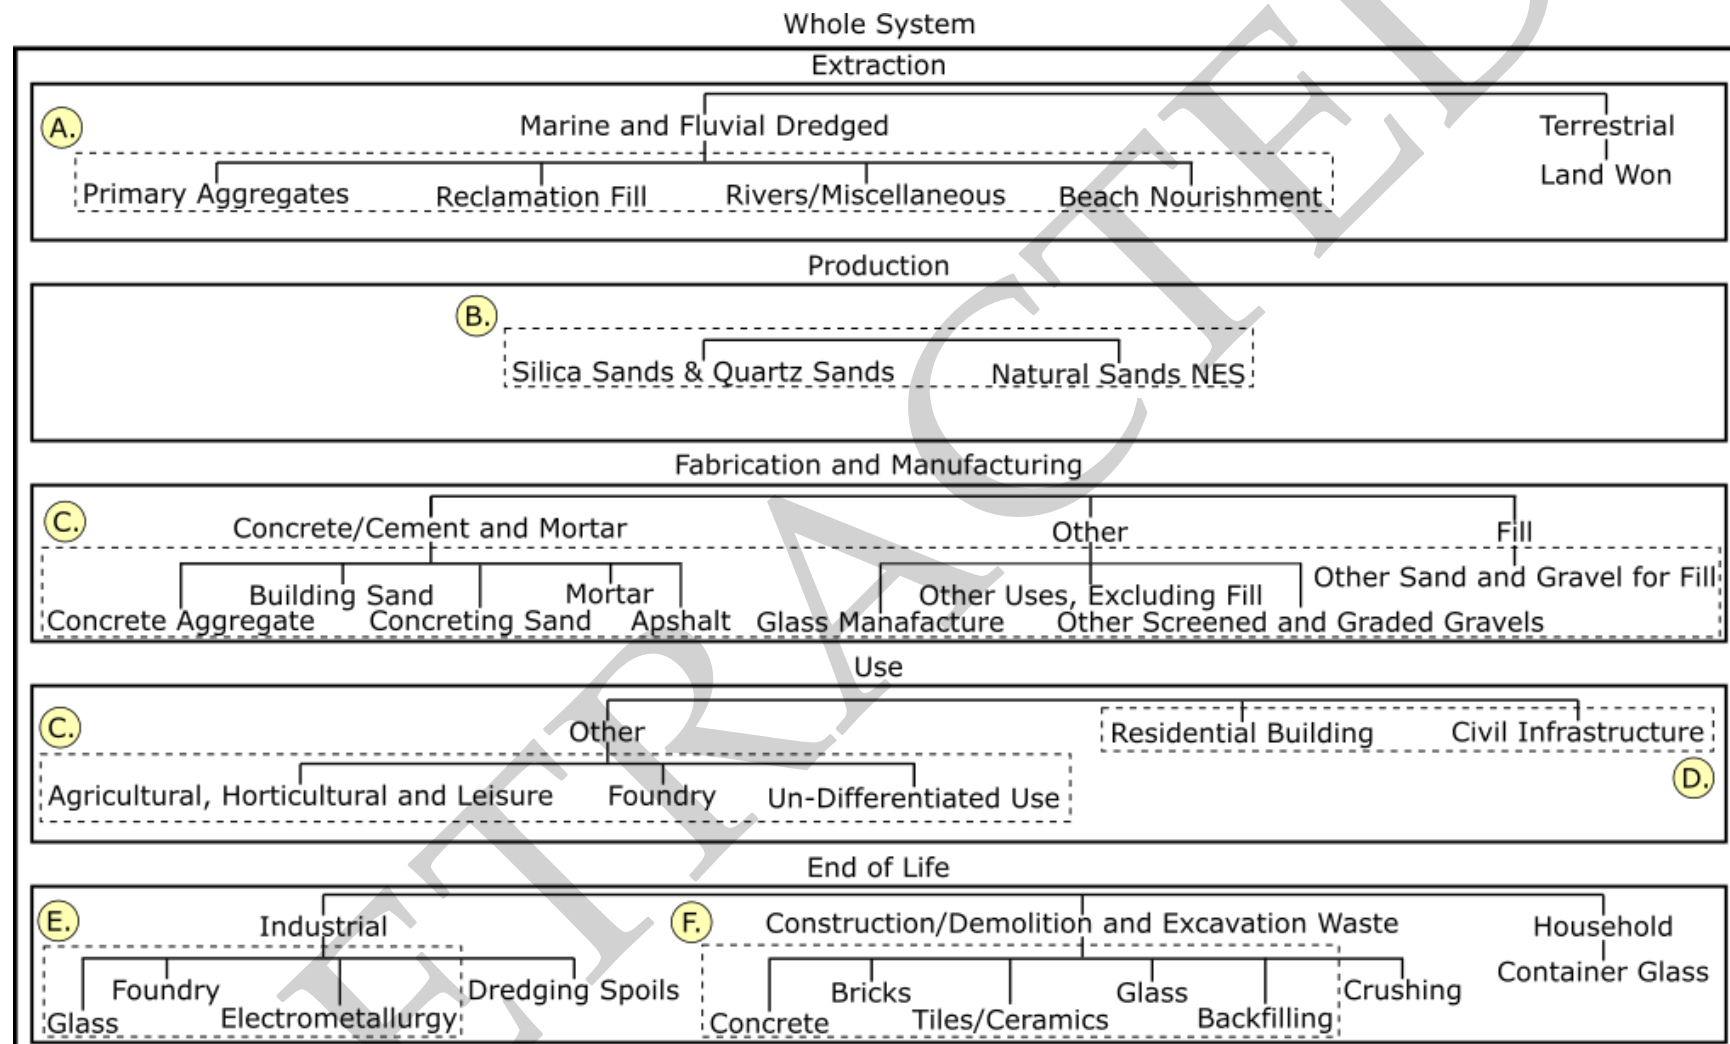 Whole System
Extraction
A.
Marine and Fluvial Dredged
Terrestrial
Primary Aggregates
Reclamation Fill
Rivers/Miscellaneous
Beach Nourishment
Land Won
Production
B.
Silica Sands & Quartz Sands
Natural Sands NES
Fabrication and Manufacturing
C.
Concrete/Cement and Mortar
Other
Fill
Building Sand
Mortar
Other Uses, Excluding Fill
Other Sand and Gravel for Fill
Concrete Aggregate
Concreting Sand
Apshalt
Glass Manafacture
Other Screened and Graded Gravels
Use
C.
Other
Residential Building
Civil Infrastructure
D.
Agricultural, Horticultural and Leisure
Foundry
Un-Differentiated Use
End of Life
E.
Industrial
F.
Construction/Demolition and Excavation Waste
Household
Foundry
Dredging Spoils
Bricks
Glass
Crushing
Container Glass
Glass
Electrometallurgy
Concrete
Tiles/Ceramics
Backfilling
ETRACTED